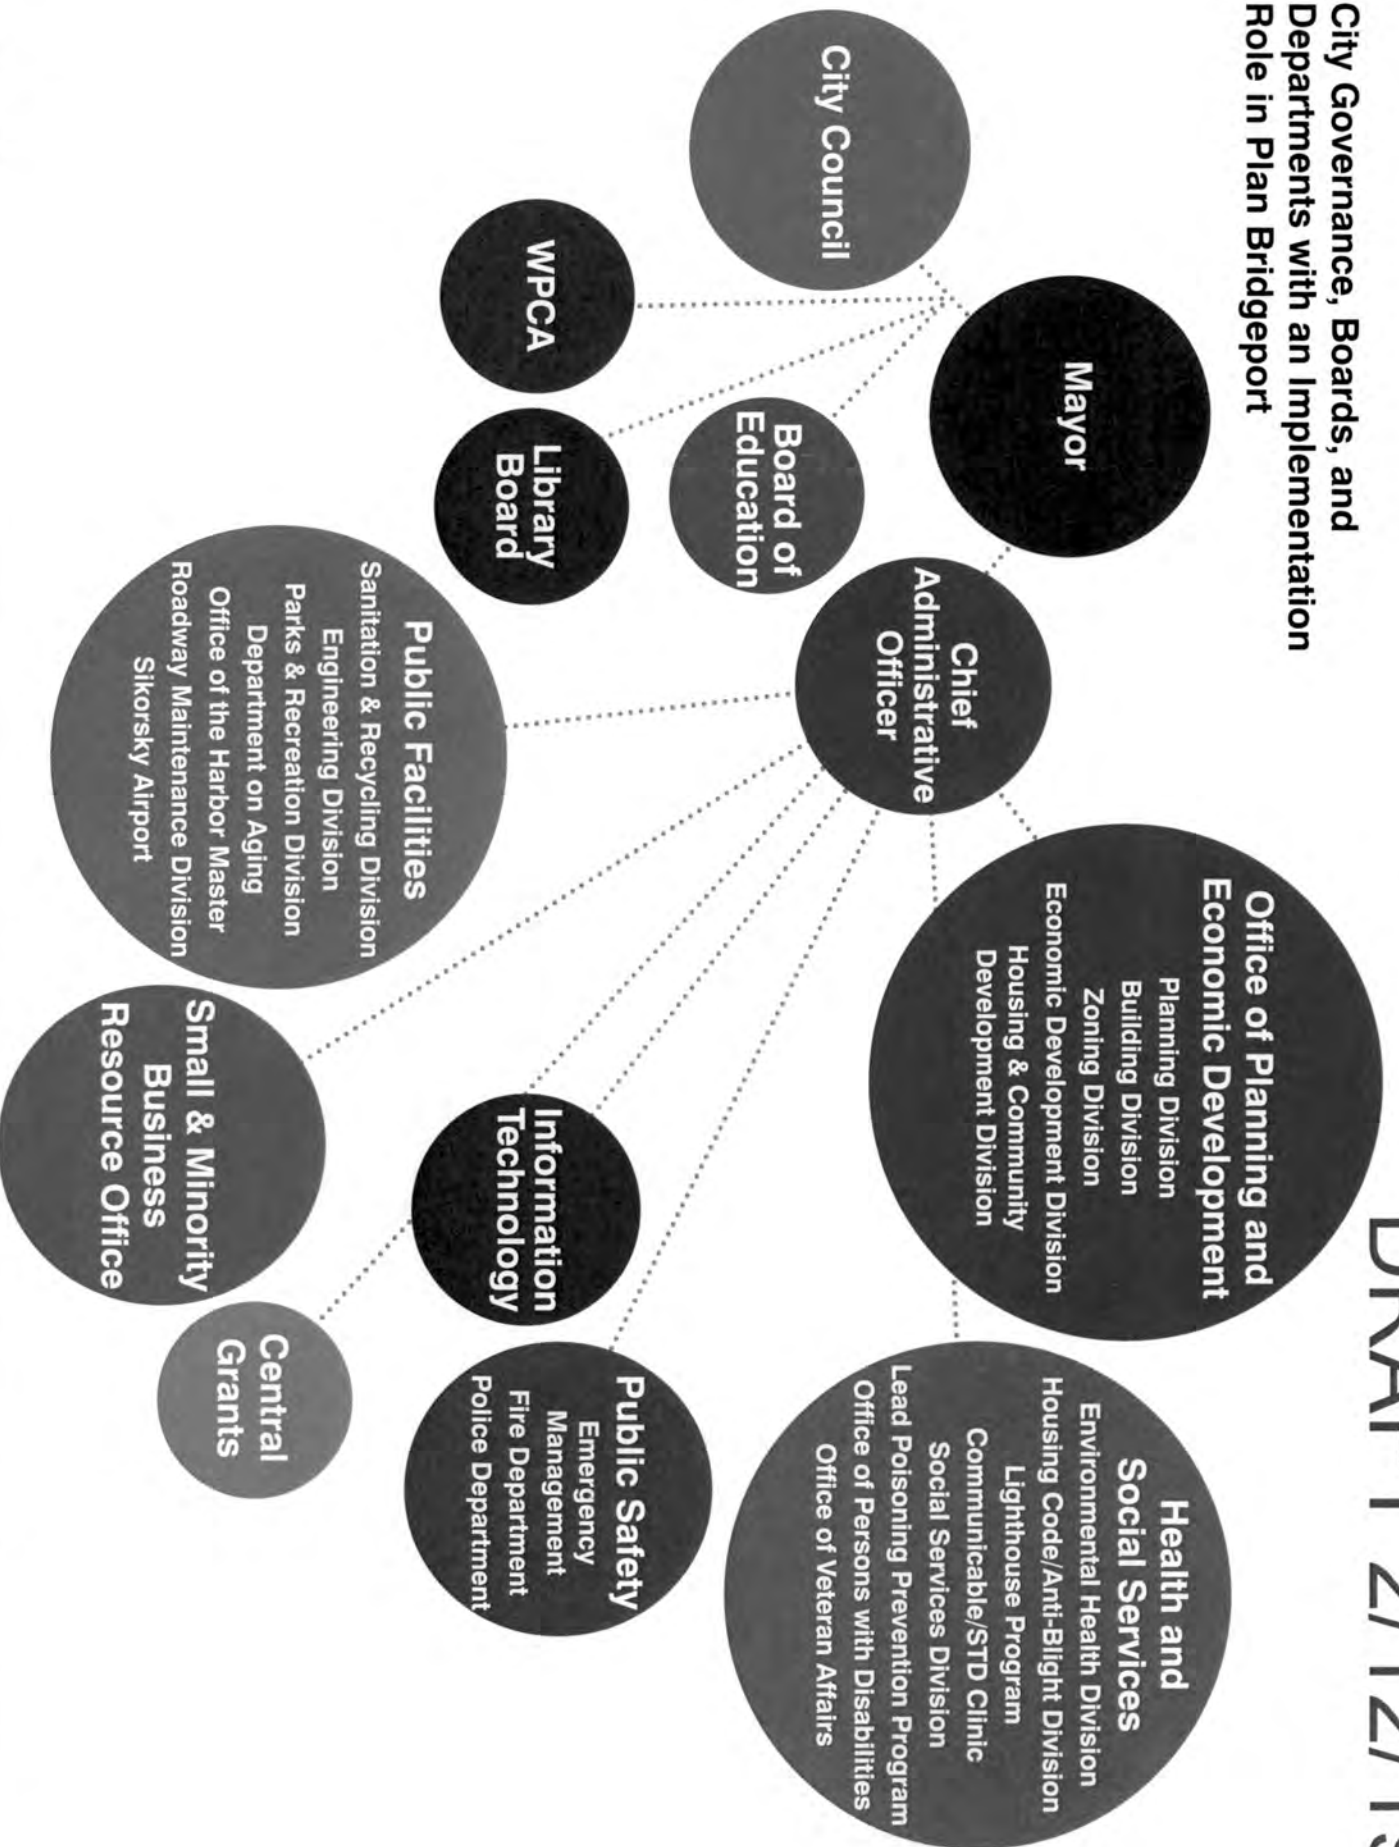 City Governance, Boards, and
Departments with an Implementation
Role in Plan Bridgeport
City Council
Mayor
WPCA
Library
Board
Board of
Education
Chief
Administrative
Officer
Office of Planning and
Economic Development
Planning Division
Building Division
Zoning Division
Economic Development Division
Housing & Community
Development Division
Health and
Social Services
Environmental Health Division
Housing Code/Anti-Blight Division
Lighthouse Program
Communicable/STD Clinic
Social Services Division
Lead Poisoning Prevention Program
Office of Persons with Disabilities
Office of Veteran Affairs
Public Facilities
Sanitation & Recycling Division
Engineering Division
Parks & Recreation Division
Department on Aging
Office of the Harbor Master
Roadway Maintenance Division
Sikorsky Airport
Small & Minority
Business
Resource Office
Information
Technology
Central
Grants
Public Safety
Emergency
Management
Fire Department
Police Department